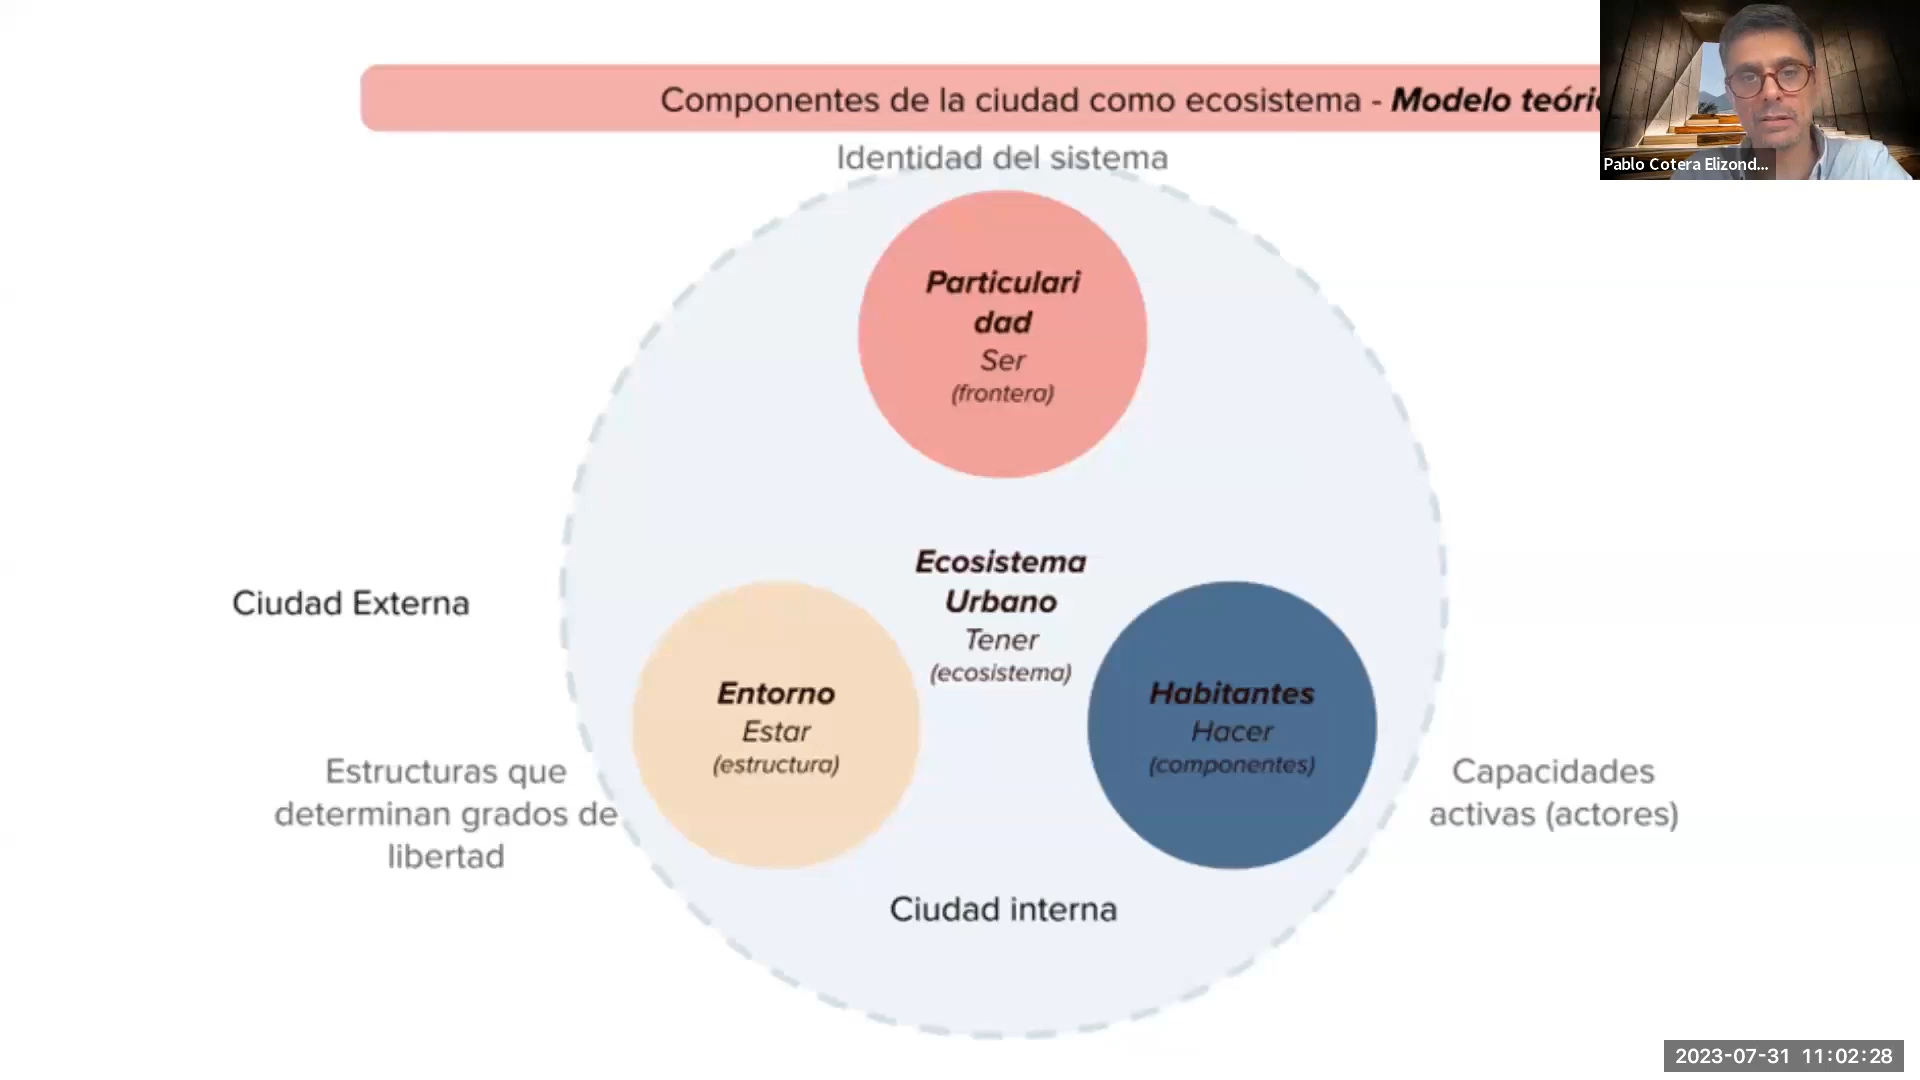 Componentes de la ciudad como ecosistema - Modelo teóri
Pablo Cotera Elizond...
Identidad del sistema
Particulari
dad
Ser
(frontera)
Ecosistema
Urbano
Tener
(ecosistema)
Ciudad Externa
Entorno
Estar
(estructura)
Habitantes
Hacer
(componentes)
Estructuras que
determinan grados de
libertad
Capacidades
activas (actores)
Ciudad interna
2023-07-31 11:02:28